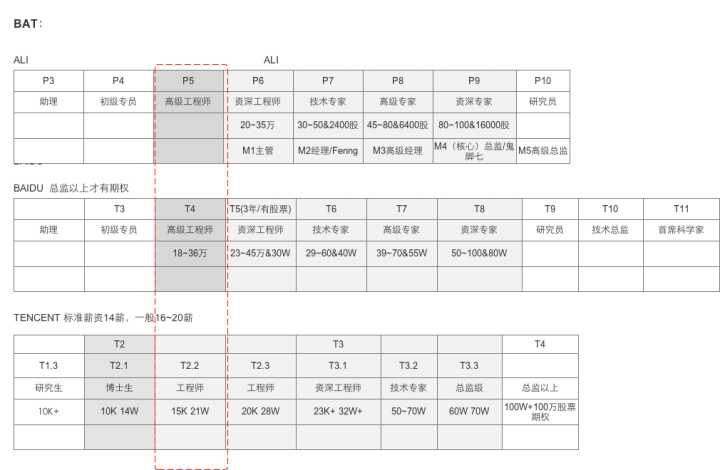 BAT：
ALI ALI
P3 P4 P5 P6 P7 P8 P9 P10
助理 初级专员 高级工程师 资深工程师 技术专家 高级专家 资深专家 研究员
20~35万 30~50&2400股 45~80&6400股 80~100&16000股
M1主管 M2经理/Fenng M3高级经理 M4（核心）总监/鬼脚七 M5高级总监
BAIDU 总监以上才有期权
T3 T4 T5(3年/有股票) T6 T7 T8 T9 T10 T11
助理 初级专员 高级工程师 资深工程师 技术专家 高级专家 资深专家 研究员 技术总监 首席科学家
18~36万 23~45万&30W 29~60&40W 39~70&55W 50~100&80W
TENCENT 标准薪资14薪，一般16~20薪
T2 T3 T4
T1.3 T2.1 T2.2 T2.3 T3.1 T3.2 T3.3
研究生 博士生 工程师 工程师 资深工程师 技术专家 总监级 总监以上
10K+ 10K 14W 15K 21W 20K 28W 23K+ 32W+ 50~70W 60W 70W 100W+100万股票期权